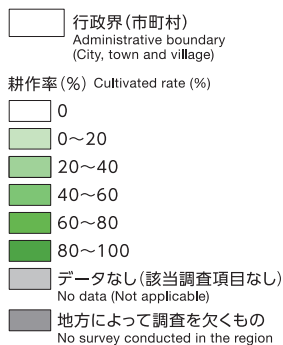 行政界（市町村）
Administrative boundary
(City, town and village)
耕作率(%) Cultivated rate (%)
0
0～20
20～40
40～60
60～80
80～100
データなし（該当調査項目なし）
No data (Not applicable)
地方によって調査を欠くもの
No survey conducted in the region